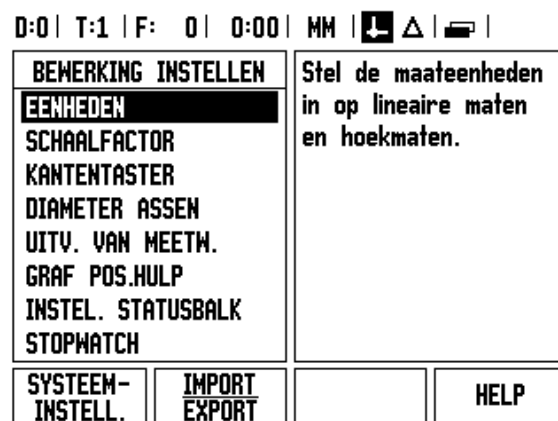 D:0 | T:1 | F: 0 | 0:00 | MM
BEWERKING INSTELLEN
EENHEDEN
SCHAALFACTOR
KANTENTASTER
DIAMETER ASSEN
UITV. VAN MEETW.
GRAF POS.HULP
INSTEL. STATUSBALK
STOPWATCH
Stel de maateenheden
in op lineaire maten
en hoekmaten.
SYSTEEM-
INSTELL.
IMPORT
EXPORT
HELP